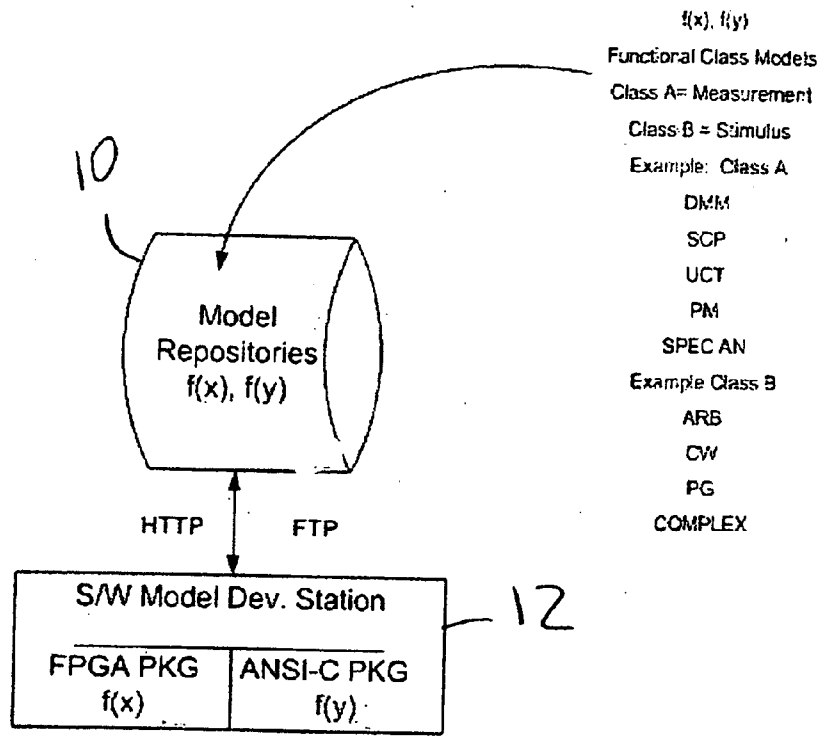 f(x), f(y)
Functional Class Models
Class A= Measurement
Class B = Stimulus
Example: Class A
DMM
SCP
UCT
PM
SPEC AN
Example Class B
ARB
CW
PG
COMPLEX
10
Model
Repositories
f(x), f(y)
HTTP FTP
S/W Model Dev. Station
12
FPGA PKG
f(x)
ANSI-C PKG
f(y)